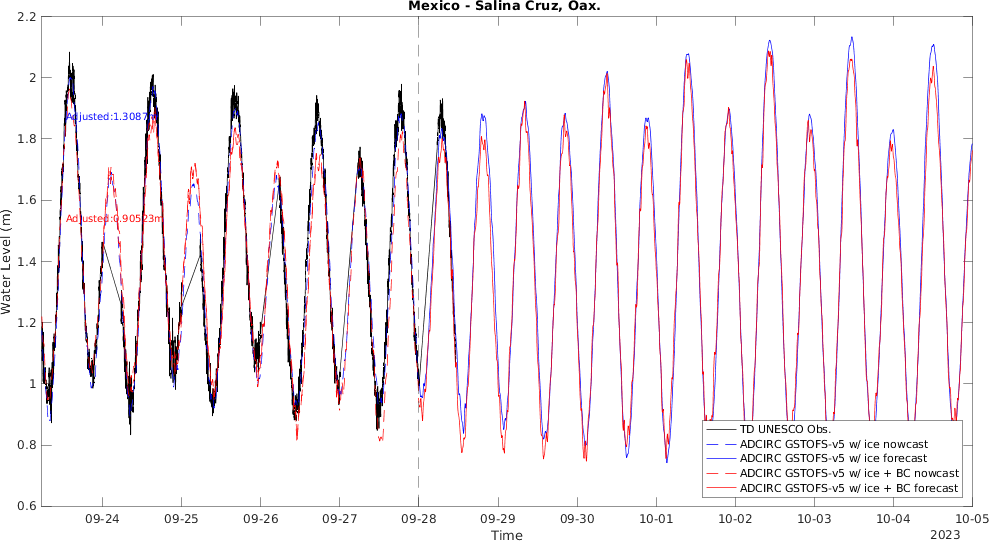 Mexico - Salina Cruz, Oax.
Water Level (m)
2.2
2
1.8
1.6
1.4
1.2
1
0.8
0.6
Adjusted:1.3087m
Adjusted:0.90523m
TD UNESCO Obs.
ADCIRC GSTOFS-v5 w/ ice nowcast
ADCIRC GSTOFS-v5 w/ ice forecast
ADCIRC GSTOFS-v5 w/ ice + BC nowcast
ADCIRC GSTOFS-v5 w/ ice + BC forecast
09-24 09-25 09-26 09-27 09-28 09-29 09-30 10-01 10-02 10-03 10-04 10-05
Time
2023